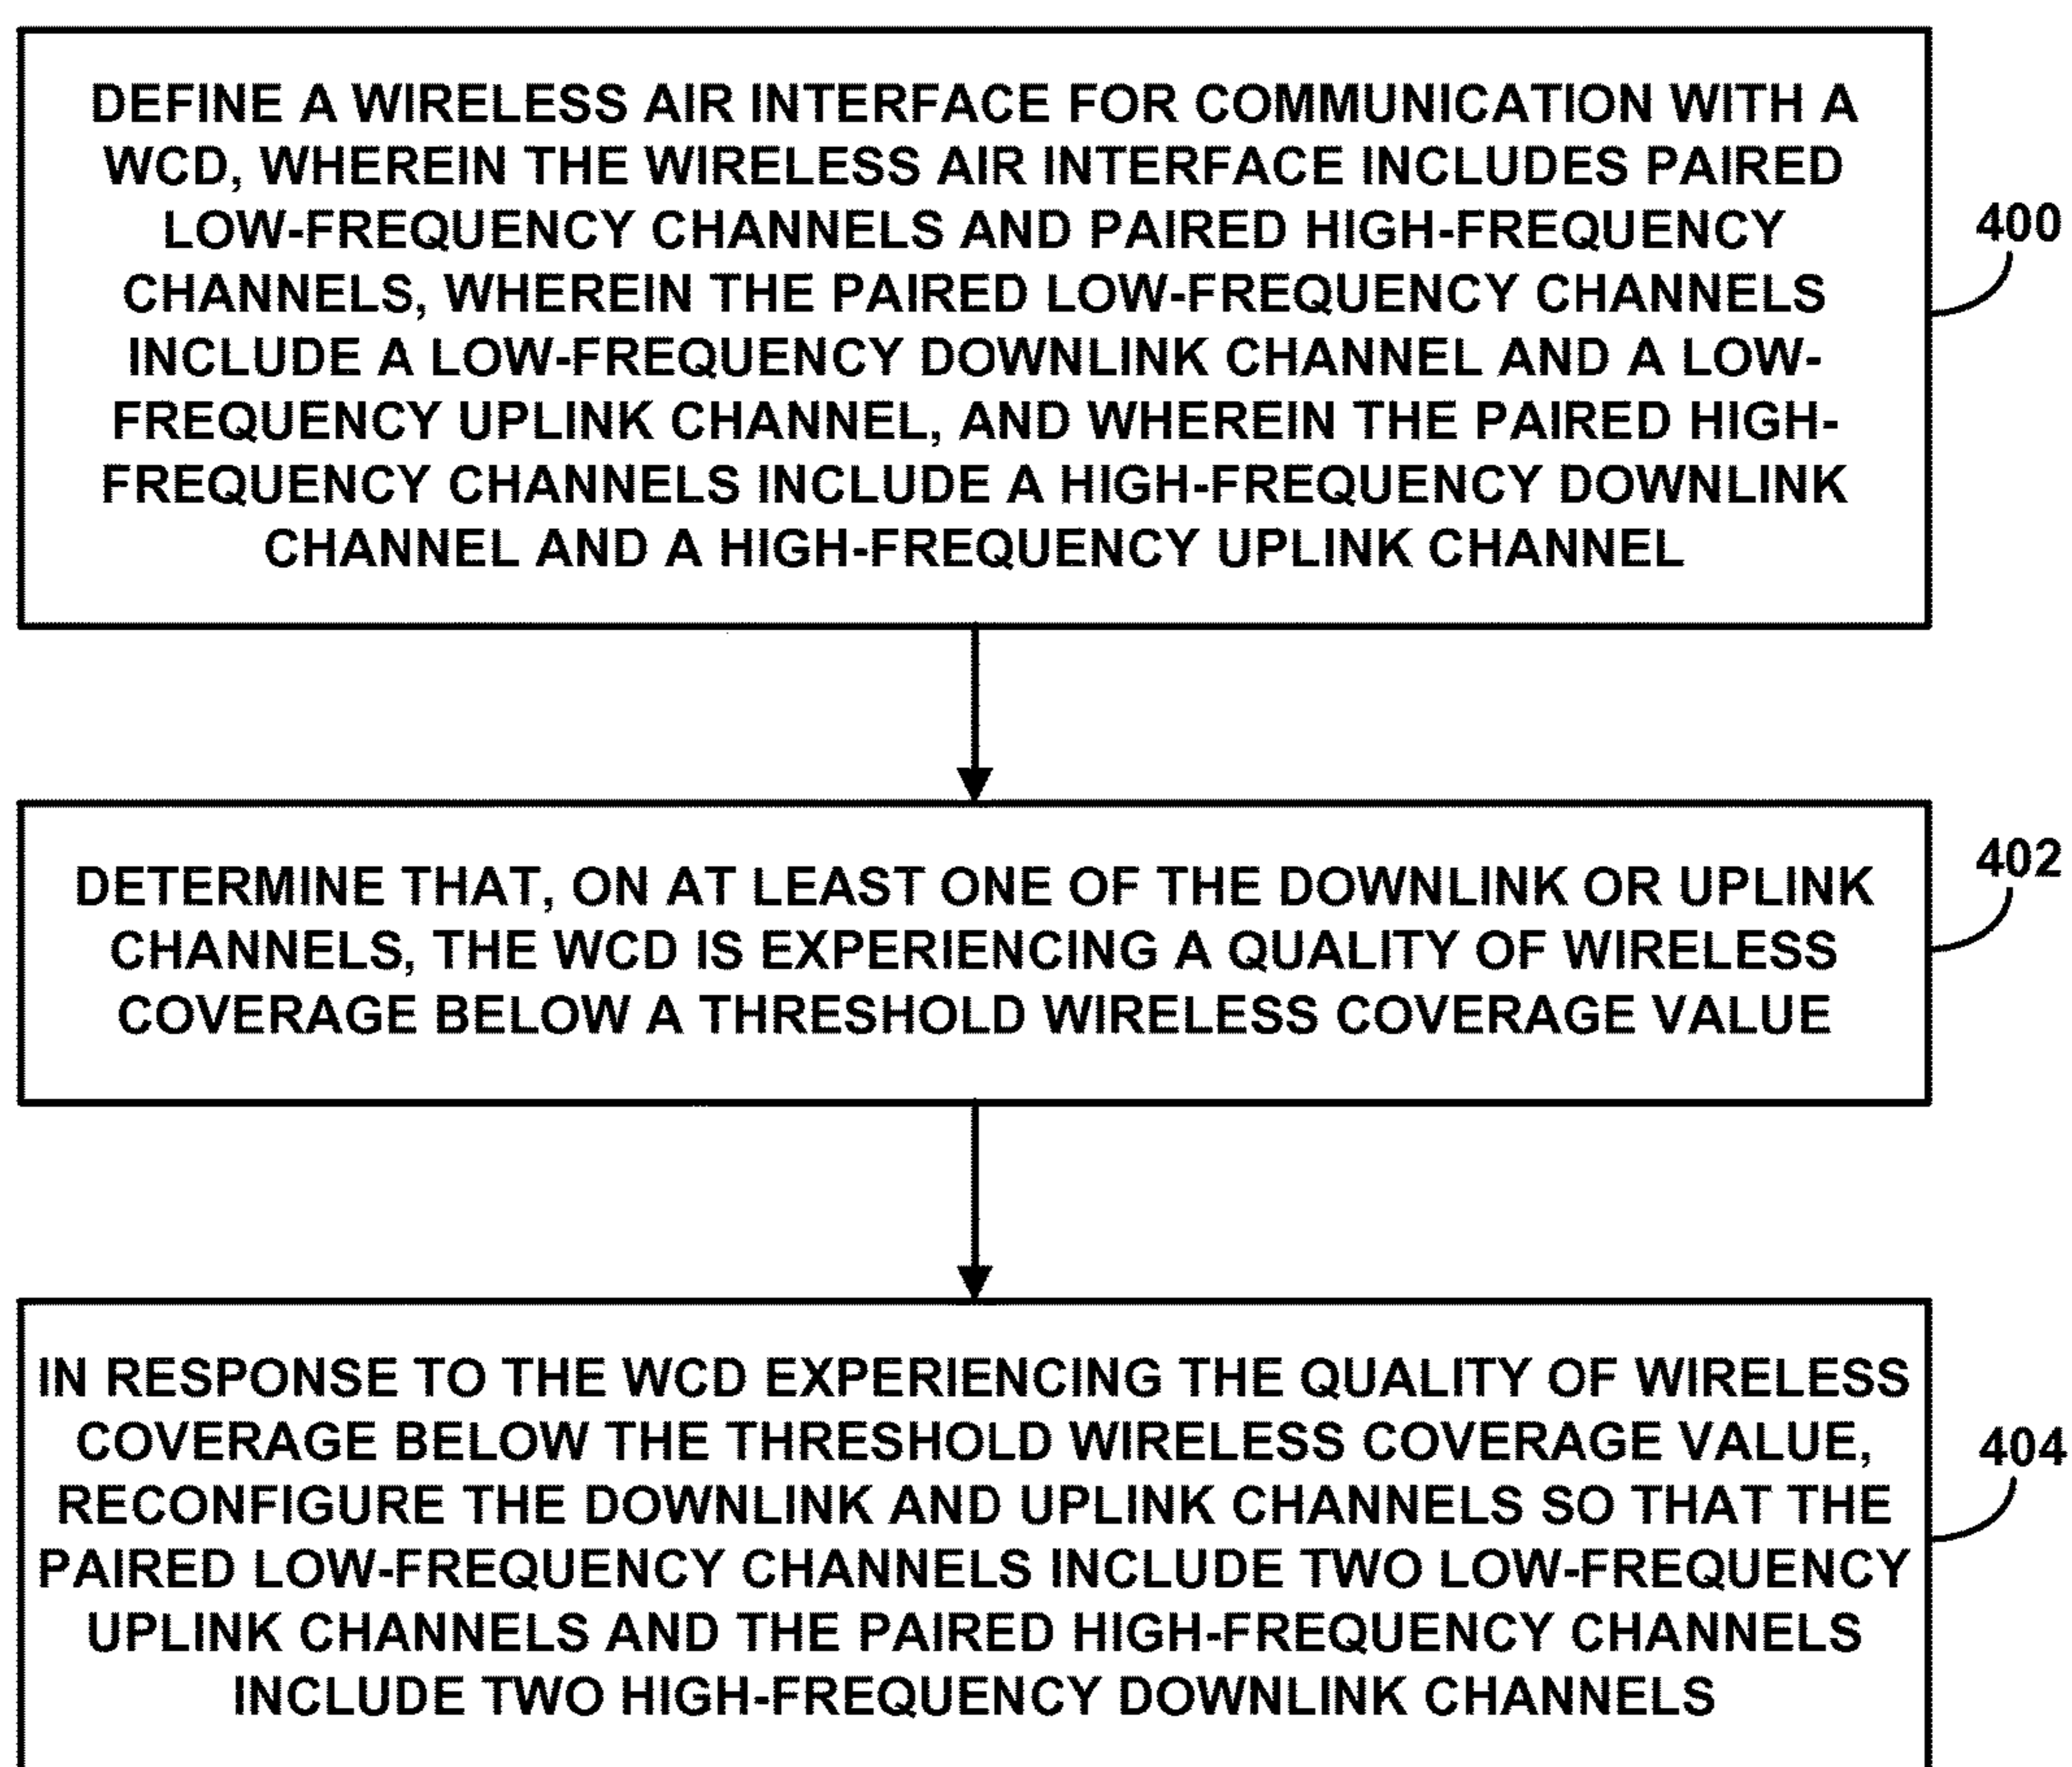 DEFINE A WIRELESS AIR INTERFACE FOR COMMUNICATION WITH A
WCD, WHEREIN THE WIRELESS AIR INTERFACE INCLUDES PAIRED
LOW-FREQUENCY CHANNELS AND PAIRED HIGH-FREQUENCY
CHANNELS, WHEREIN THE PAIRED LOW-FREQUENCY CHANNELS
INCLUDE A LOW-FREQUENCY DOWNLINK CHANNEL AND A LOW-
FREQUENCY UPLINK CHANNEL, AND WHEREIN THE PAIRED HIGH-
FREQUENCY CHANNELS INCLUDE A HIGH-FREQUENCY DOWNLINK
CHANNEL AND A HIGH-FREQUENCY UPLINK CHANNEL
400
DETERMINE THAT, ON AT LEAST ONE OF THE DOWNLINK OR UPLINK
CHANNELS, THE WCD IS EXPERIENCING A QUALITY OF WIRELESS
COVERAGE BELOW A THRESHOLD WIRELESS COVERAGE VALUE
402
IN RESPONSE TO THE WCD EXPERIENCING THE QUALITY OF WIRELESS
COVERAGE BELOW THE THRESHOLD WIRELESS COVERAGE VALUE,
RECONFIGURE THE DOWNLINK AND UPLINK CHANNELS SO THAT THE
PAIRED LOW-FREQUENCY CHANNELS INCLUDE TWO LOW-FREQUENCY
UPLINK CHANNELS AND THE PAIRED HIGH-FREQUENCY CHANNELS
INCLUDE TWO HIGH-FREQUENCY DOWNLINK CHANNELS
404